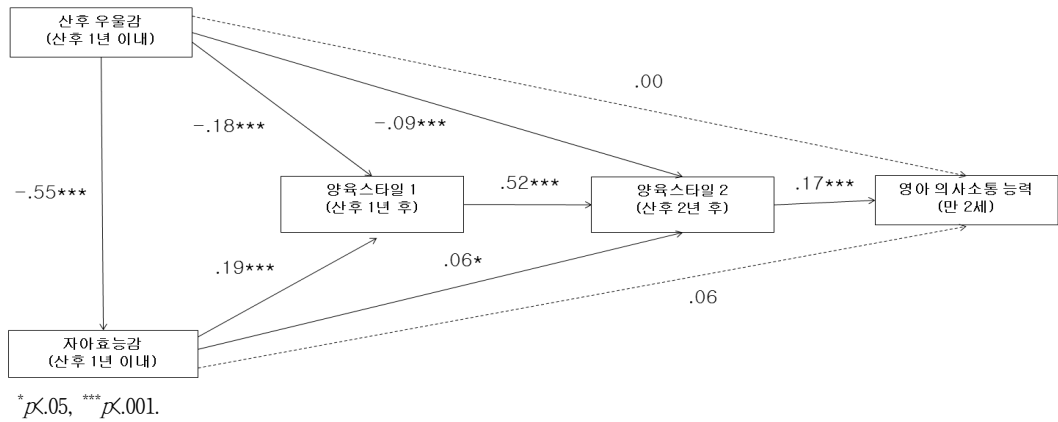 산후 우울감
(산후 1년 이내)
.00
-.18***
-.09***
-.55***
양육스타일 1
(산후 1년 후)
.52***
양육스타일 2
(산후 2년 후)
.17***
영아 의사소통 능력
(만 2세)
.19***
.06*
.06
자아효능감
(산후 1년 이내)
*p<.05, ***p<.001.